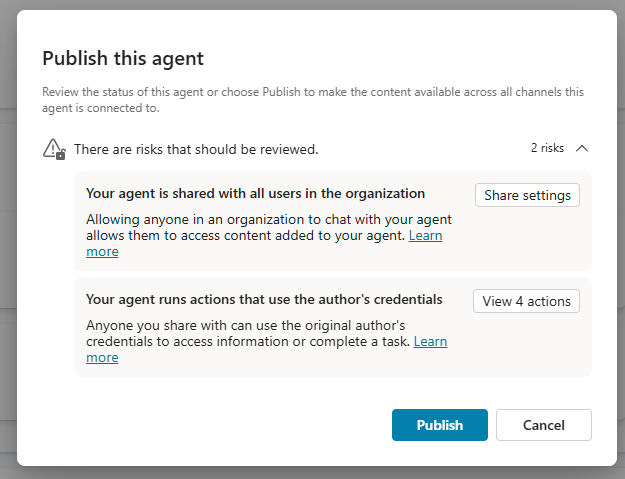 Publish this agent
Review the status of this agent or choose Publish to make the content available across all channels this
agent is connected to.
There are risks that should be reviewed.
2 risks
Your agent is shared with all users in the organization
Share settings
Allowing anyone in an organization to chat with your agent
allows them to access content added to your agent. Learn
more
Your agent runs actions that use the author's credentials
View 4 actions
Anyone you share with can use the original author's
credentials to access information or complete a task. Learn
more
Publish
Cancel